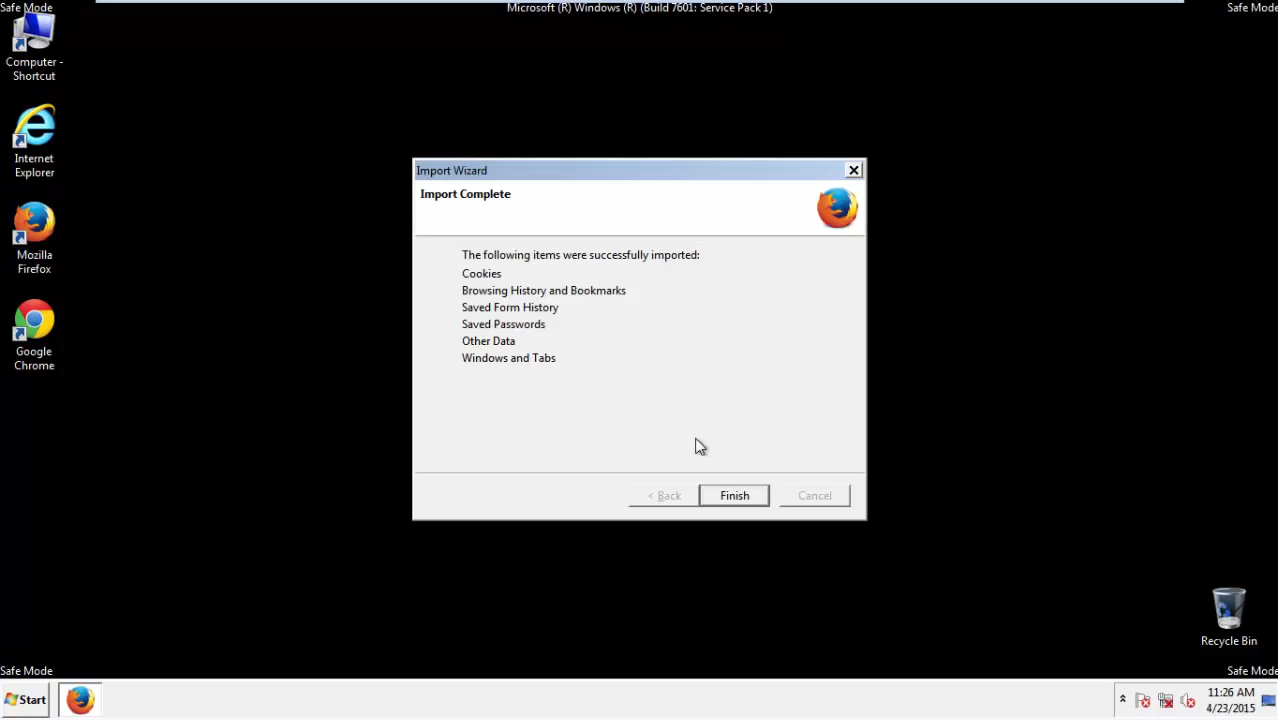 Safe Mode
Microsoft (R) Windows (R) (Build 7601: Service Pack 1)
Safe Mode
Computer -
Shortcut
Internet
Explorer
Mozilla
Firefox
Google
Chrome
Import Wizard
Import Complete
The following items were successfully imported:
Cookies
Browsing History and Bookmarks
Saved Form History
Saved Passwords
Other Data
Windows and Tabs
< Back
Finish
Cancel
Recycle Bin
Safe Mode
Safe Mode
Start
11:26 AM
4/23/2015